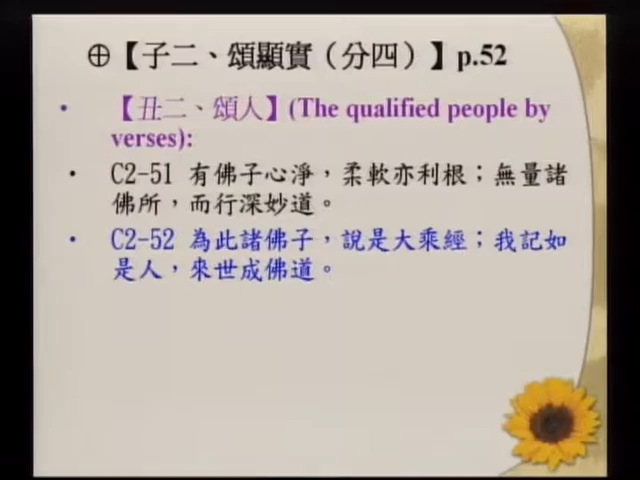 ⊕【子二、頌顯實（分四）】p.52
• 【丑二、頌人】(The qualified people by
verses):
• C2-51 有佛子心淨，柔軟亦利根；無量諸
佛所，而行深妙道。
• C2-52 為此諸佛子，說是大乘經；我記如
是人，來世成佛道。